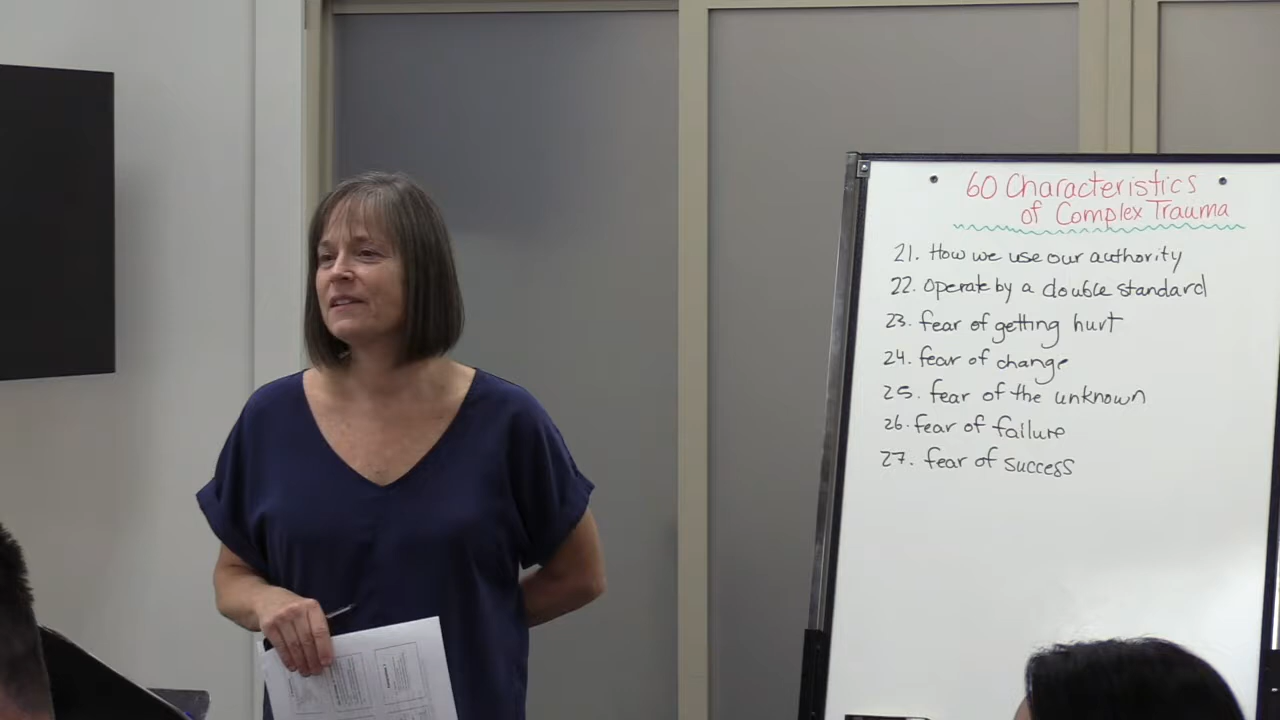 60 Characteristics
of Complex Trauma
21. How we use our authority
22. Operate by a double standard
23. fear of getting hurt
24. fear of change
25. fear of the unknown
26. fear of failure
27. fear of success